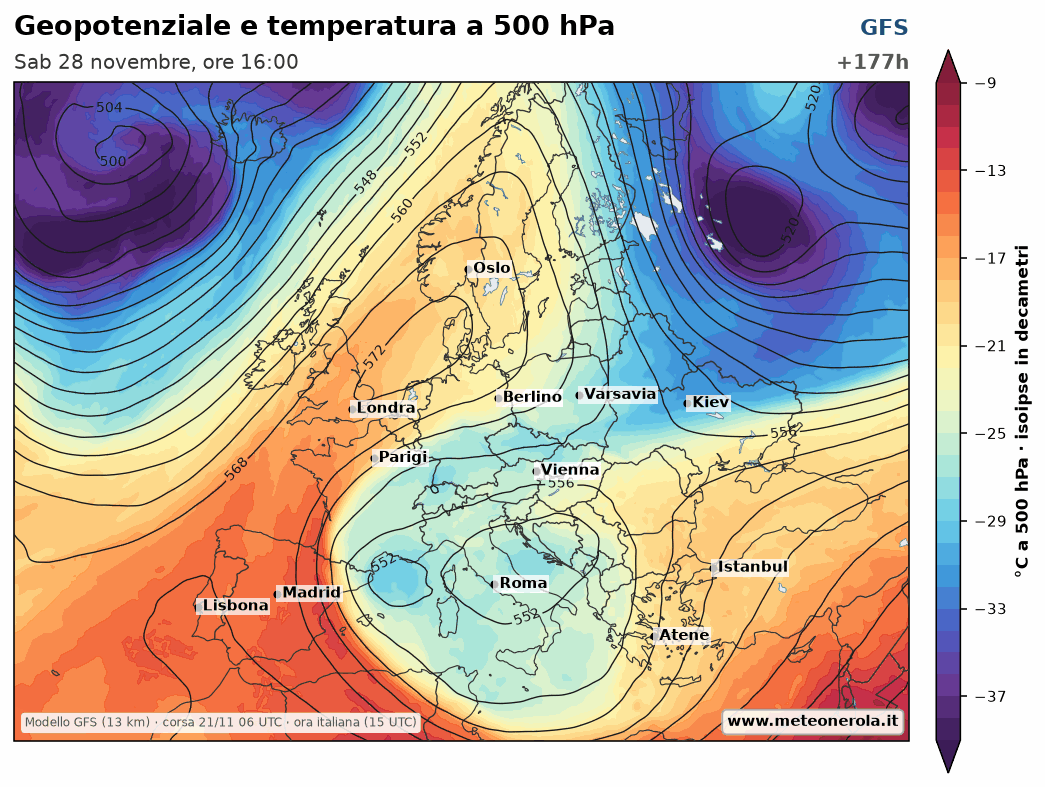 Geopotenziale e temperatura a 500 hPa
GFS
Sab 28 novembre, ore 16:00
+177h
504
500
552
548
560
520
520
572
568
556
556
552
552
Oslo
Londra
Berlino
Varsavia
Kiev
Parigi
Vienna
Madrid
Lisbona
Roma
Istanbul
Atene
Modello GFS (13 km) · corsa 21/11 06 UTC · ora italiana (15 UTC)
www.meteonerola.it
−9
−13
−17
−21
−25
−29
−33
−37
°C a 500 hPa · isoipse in decametri